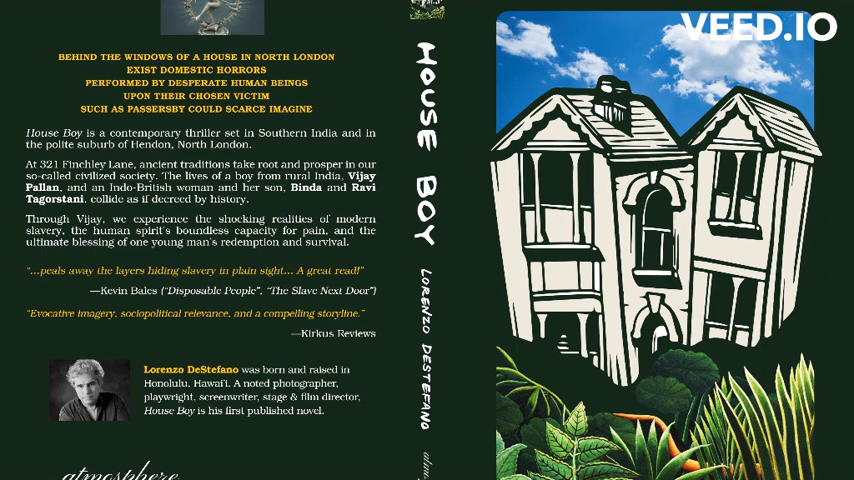 BEHIND THE WINDOWS OF A HOUSE IN NORTH LONDON
EXIST DOMESTIC HORRORS
PERFORMED BY DESPERATE HUMAN BEINGS
UPON THEIR CHOSEN VICTIM
SUCH AS PASSERSBY COULD SCARCE IMAGINE
House Boy is a contemporary thriller set in Southern India and in
the polite suburb of Hendon, North London.
At 321 Finchley Lane, ancient traditions take root and prosper in our
so-called civilized society. The lives of a boy from rural India, Vijay
Pallan, and an Indo-British woman and her son, Binda and Ravi
Tagorstani, collide as if decreed by history.
Through Vijay, we experience the shocking realities of modern
slavery, the human spirit's boundless capacity for pain, and the
ultimate blessing of one young man's redemption and survival.
"...peals away the layers hiding slavery in plain sight... A great read!"
—Kevin Bales ("Disposable People", "The Slave Next Door")
"Evocative imagery, sociopolitical relevance, and a compelling storyline."
—Kirkus Reviews
Lorenzo DeStefano was born and raised in
Honolulu, Hawai'i. A noted photographer,
playwright, screenwriter, stage & film director,
House Boy is his first published novel.
atmosphere
HOUSE BOY
LORENZO DESTEFANO
VEED.IO